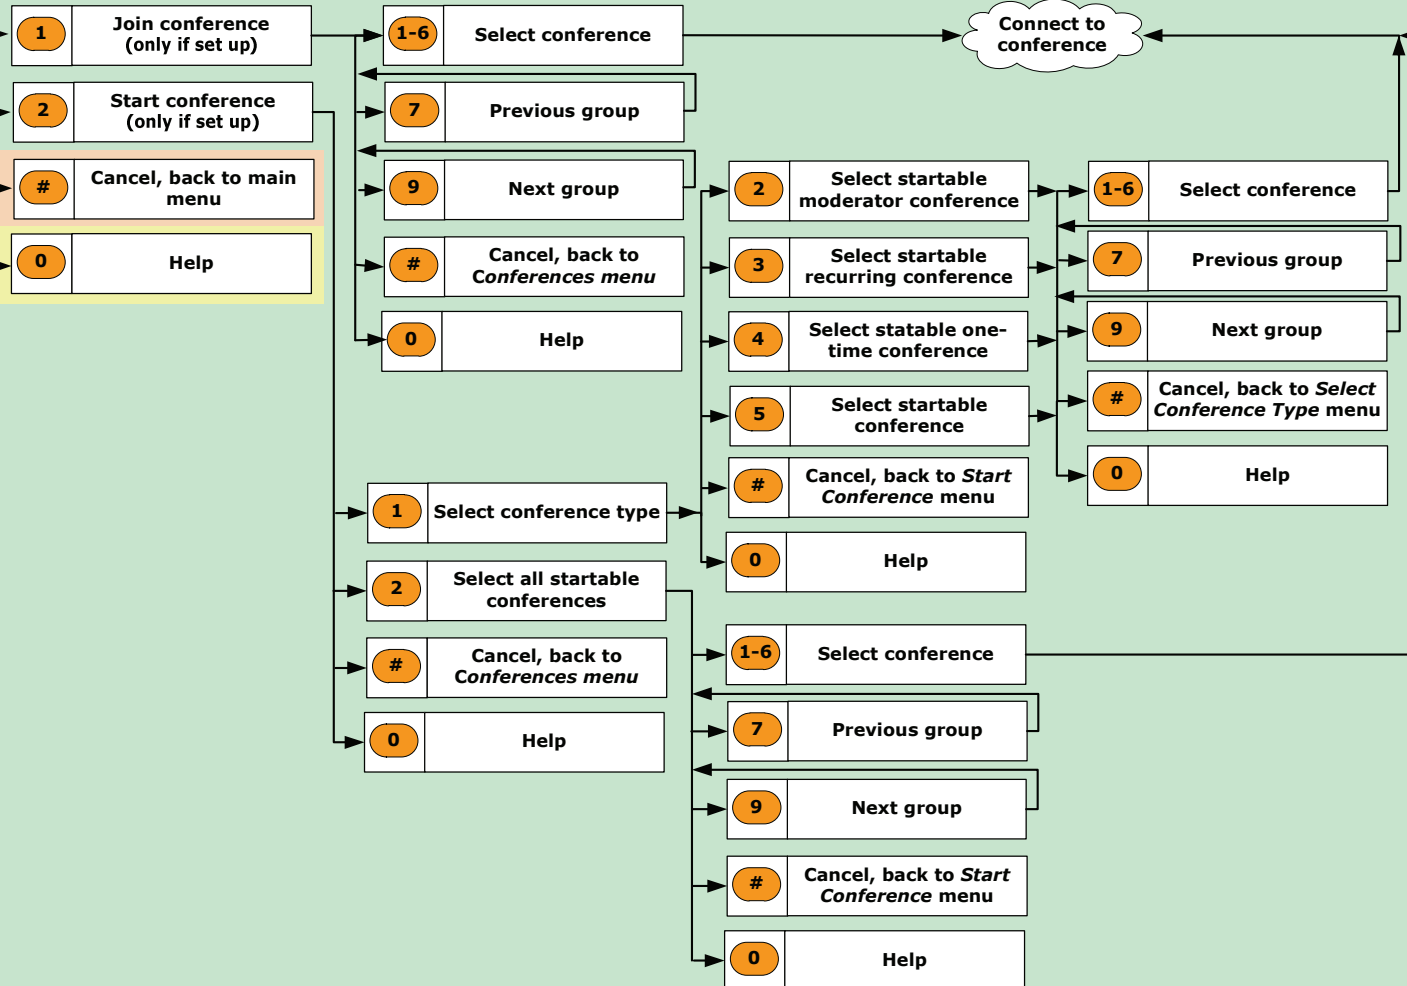 1
Join conference
(only if set up)
2
Start conference
(only if set up)
#
Cancel, back to main
menu
0
Help
1-6
Select conference
7
Previous group
9
Next group
#
Cancel, back to
Conferences menu
0
Help
Connect to
conference
1
Select conference type
2
Select all startable
conferences
#
Cancel, back to
Conferences menu
0
Help
2
Select startable
moderator conference
3
Select startable
recurring conference
4
Select statable one-
time conference
5
Select startable
conference
#
Cancel, back to Start
Conference menu
0
Help
1-6
Select conference
7
Previous group
9
Next group
#
Cancel, back to Select
Conference Type menu
0
Help
1-6
Select conference
7
Previous group
9
Next group
#
Cancel, back to Start
Conference menu
0
Help